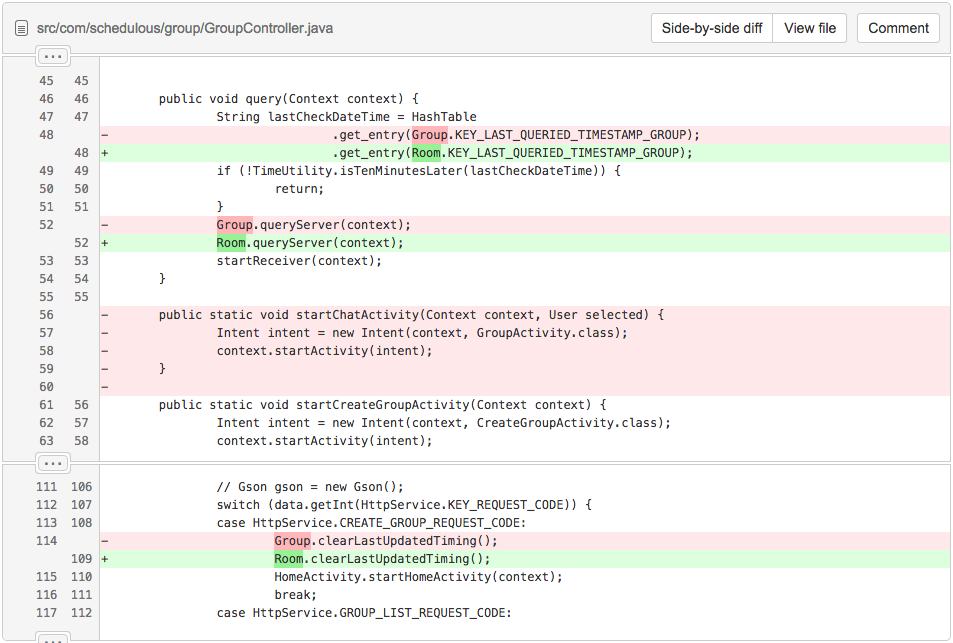 src/com/schedulous/group/GroupController.java Side-by-side diff View file Comment
...
45 45
46 46 public void query(Context context) {
47 47 String lastCheckDateTime = HashTable
48 - .get_entry(Group.KEY_LAST_QUERIED_TIMESTAMP_GROUP);
48 + .get_entry(Room.KEY_LAST_QUERIED_TIMESTAMP_GROUP);
49 49 if (!TimeUtility.isTenMinutesLater(lastCheckDateTime)) {
50 50 return;
51 51 }
52 - Group.queryServer(context);
52 + Room.queryServer(context);
53 53 startReceiver(context);
54 54 }
55 55
56 - public static void startChatActivity(Context context, User selected) {
57 - Intent intent = new Intent(context, GroupActivity.class);
58 - context.startActivity(intent);
59 - }
60 -
61 56 public static void startCreateGroupActivity(Context context) {
62 57 Intent intent = new Intent(context, CreateGroupActivity.class);
63 58 context.startActivity(intent);
...
111 106 // Gson gson = new Gson();
112 107 switch (data.getInt(HttpService.KEY_REQUEST_CODE)) {
113 108 case HttpService.CREATE_GROUP_REQUEST_CODE:
114 - Group.clearLastUpdatedTiming();
109 + Room.clearLastUpdatedTiming();
115 110 HomeActivity.startHomeActivity(context);
116 111 break;
117 112 case HttpService.GROUP_LIST_REQUEST_CODE:
...